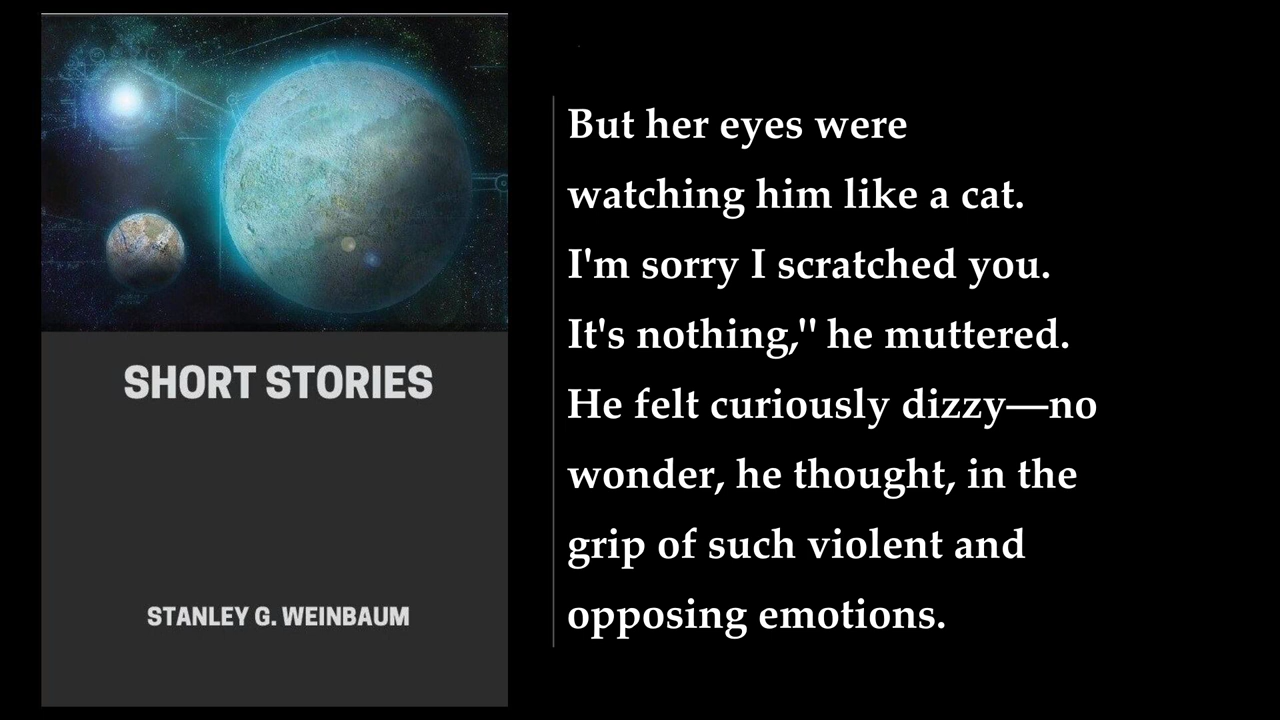 SHORT STORIES
STANLEY G. WEINBAUM
But her eyes were
watching him like a cat.
I'm sorry I scratched you.
It's nothing," he muttered.
He felt curiously dizzy—no
wonder, he thought, in the
grip of such violent and
opposing emotions.